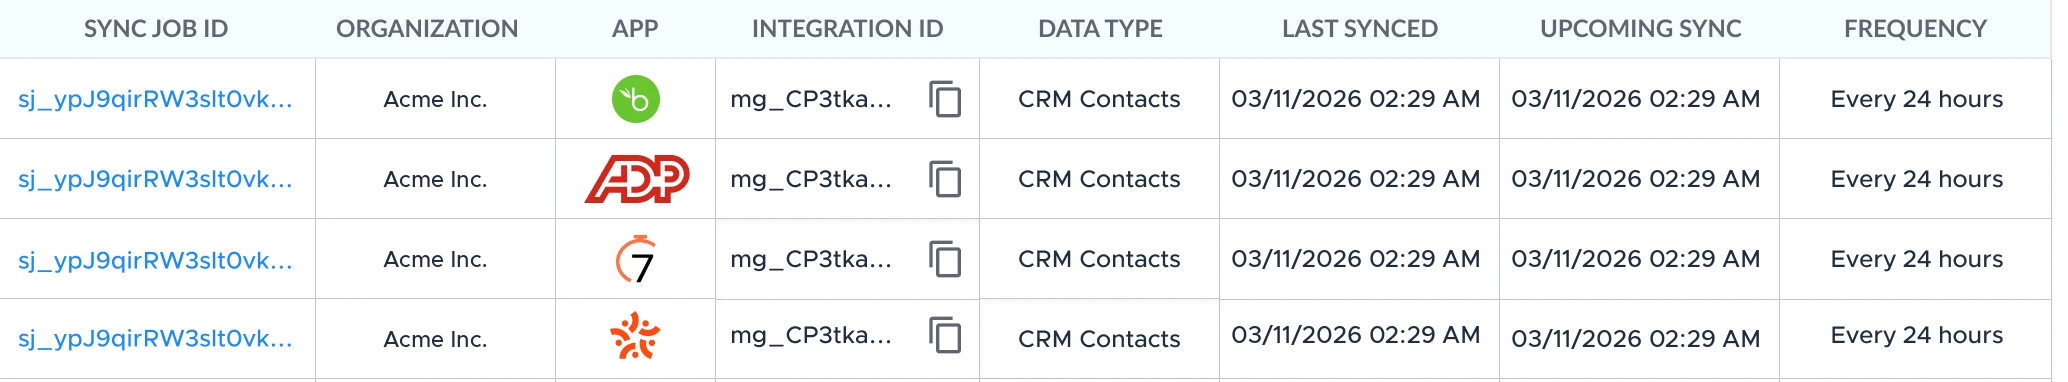 SYNC JOB ID ORGANIZATION APP INTEGRATION ID DATA TYPE LAST SYNCED UPCOMING SYNC FREQUENCY
sj_ypJ9qirRW3slt0vk... Acme Inc. b mg_CP3tka... CRM Contacts 03/11/2026 02:29 AM 03/11/2026 02:29 AM Every 24 hours
sj_ypJ9qirRW3slt0vk... Acme Inc. ADP mg_CP3tka... CRM Contacts 03/11/2026 02:29 AM 03/11/2026 02:29 AM Every 24 hours
sj_ypJ9qirRW3slt0vk... Acme Inc. 7 mg_CP3tka... CRM Contacts 03/11/2026 02:29 AM 03/11/2026 02:29 AM Every 24 hours
sj_ypJ9qirRW3slt0vk... Acme Inc. mg_CP3tka... CRM Contacts 03/11/2026 02:29 AM 03/11/2026 02:29 AM Every 24 hours